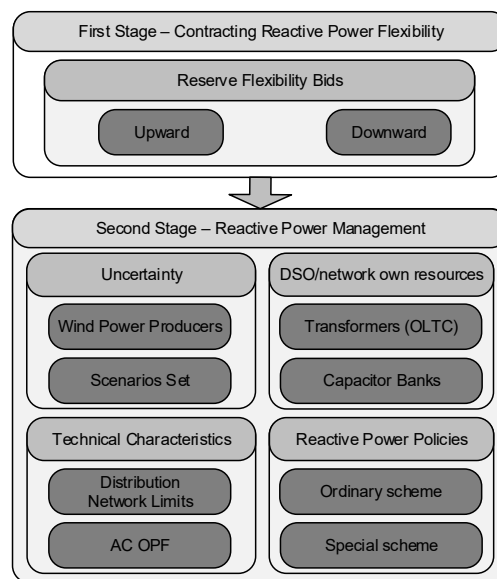 First Stage – Contracting Reactive Power Flexibility
Reserve Flexibility Bids
Upward
Downward
Second Stage – Reactive Power Management
Uncertainty
Wind Power Producers
Scenarios Set
DSO/network own resources
Transformers (OLTC)
Capacitor Banks
Technical Characteristics
Distribution
Network Limits
AC OPF
Reactive Power Policies
Ordinary scheme
Special scheme